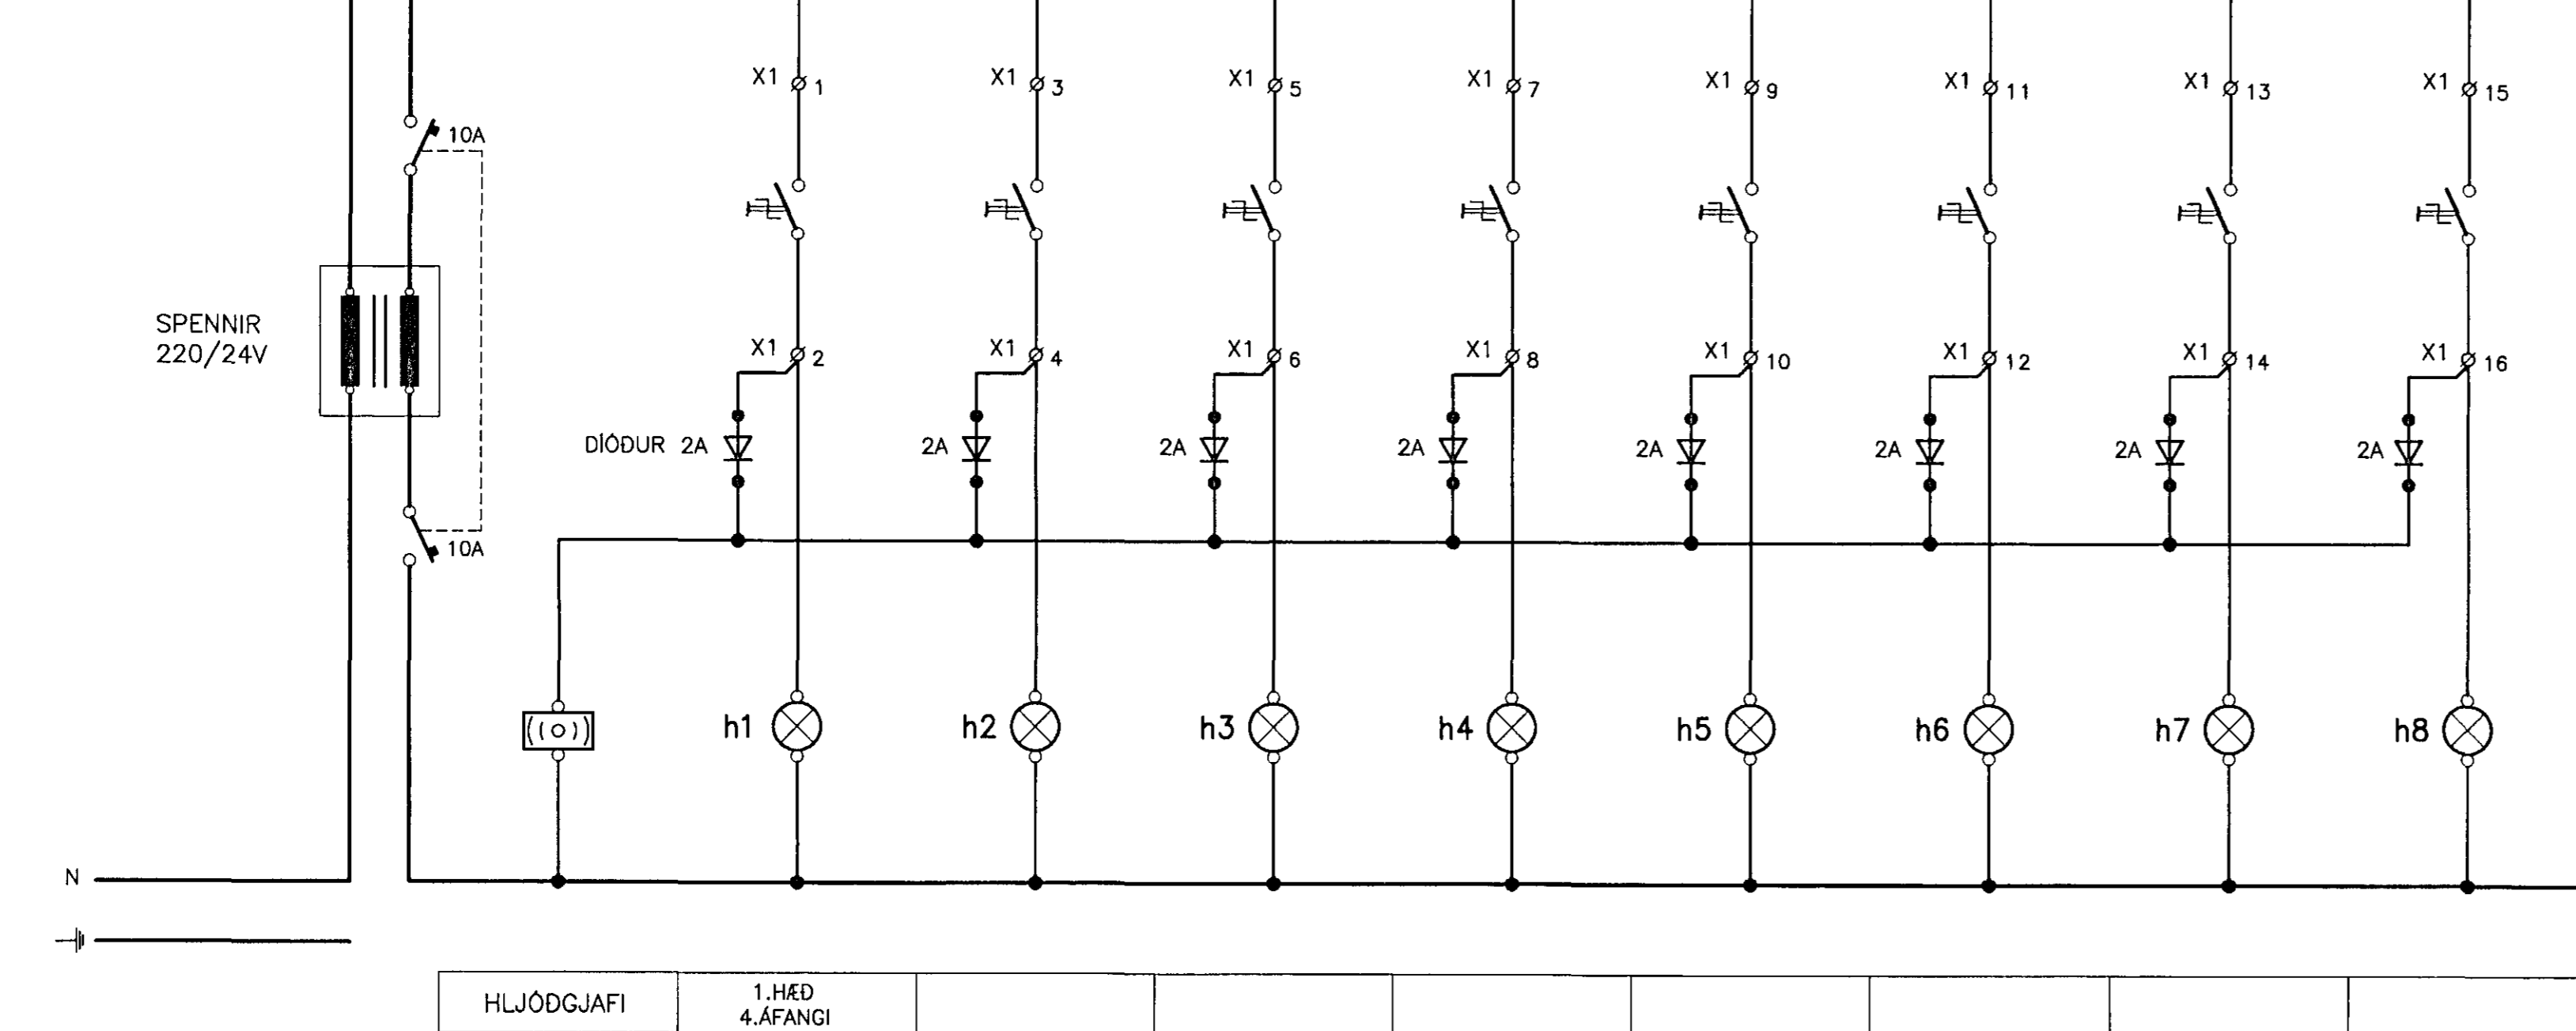 X1 1
X1 3
X1 5
X1 7
X1 9
X1 11
X1 13
X1 15
10A
SPENNIR
220/24V
X1 2
X1 4
X1 6
X1 8
X1 10
X1 12
X1 14
X1 16
DÍÓÐUR 2A
2A
2A
2A
2A
2A
2A
2A
10A
h1
h2
h3
h4
h5
h6
h7
h8
N
HLJÓÐGJAFI
1.HÆÐ
4.ÁFANGI